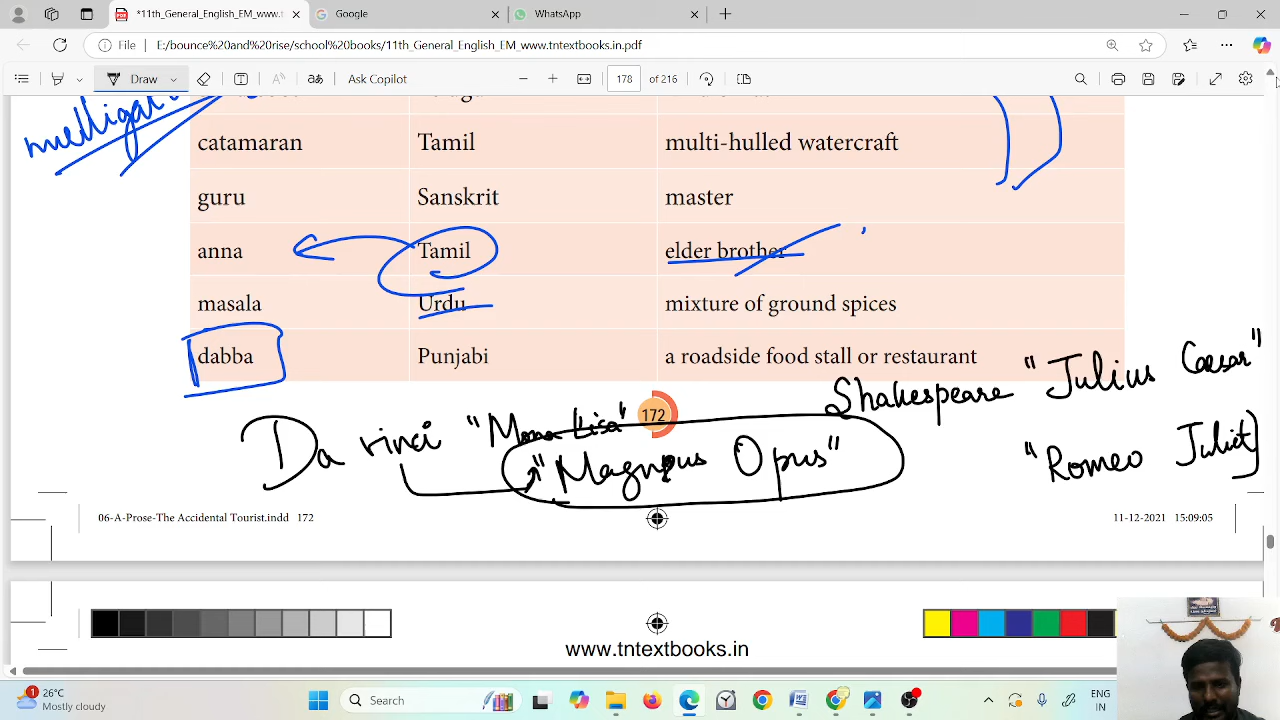 *11th_General_English_EM_w
Google
WhatsApp
File E:/bounce%20and%20rise/school%20books/11th_General_English_EM_www.textbooks.in.pdf
Draw
Ask Copilot
178 of 216
catamaran Tamil multi-hulled watercraft
guru Sanskrit master
anna Tamil elder brother
masala Urdu mixture of ground spices
dabba Punjabi a roadside food stall or restaurant
Shakespeare "Julius Caesar"
172
Da vinci "Mona Lisa"
"Magnus Opus"
"Romeo Juliet
06-A-Prose-The Accidental Tourist.indd 172
11-12-2021 15:09:05
www.tntextbooks.in
1
26°C
Mostly cloudy
Search
ENG
IN